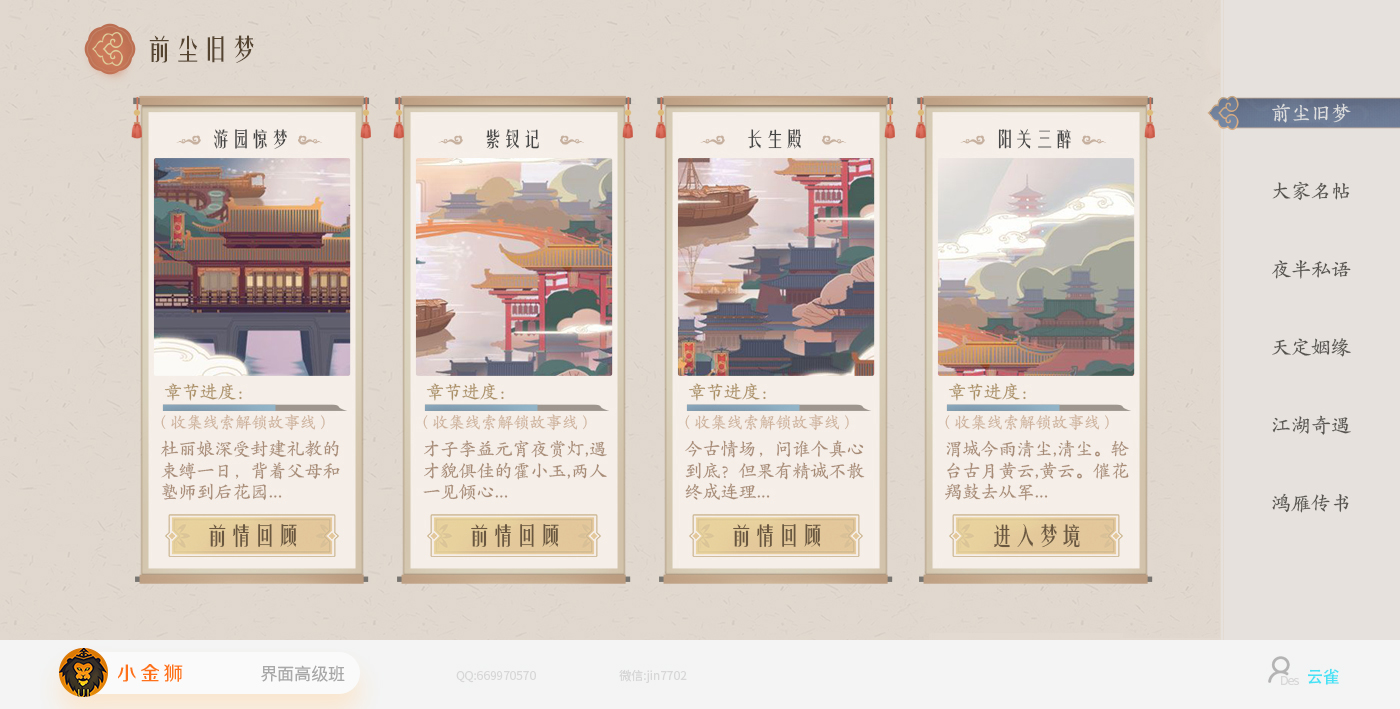 前尘旧梦
游园惊梦
章节进度：
（收集线索解锁故事线）
杜丽娘深受封建礼教的
束缚一日，背着父母和
塾师到后花园...
前情回顾
紫钗记
章节进度：
（收集线索解锁故事线）
才子李益元宵夜赏灯,遇
才貌俱佳的霍小玉,两人
一见倾心...
前情回顾
长生殿
章节进度：
（收集线索解锁故事线）
今古情场，问谁个真心
到底？但果有精诚不散
终成连理...
前情回顾
阳关三醉
章节进度：
（收集线索解锁故事线）
渭城今雨清尘,清尘。轮
台古月黄云,黄云。催花
羯鼓去从军...
进入梦境
前尘旧梦
大家名帖
夜半私语
天定姻缘
江湖奇遇
鸿雁传书
小金狮
界面高级班
QQ:669970570
微信:jin7702
Des
云雀